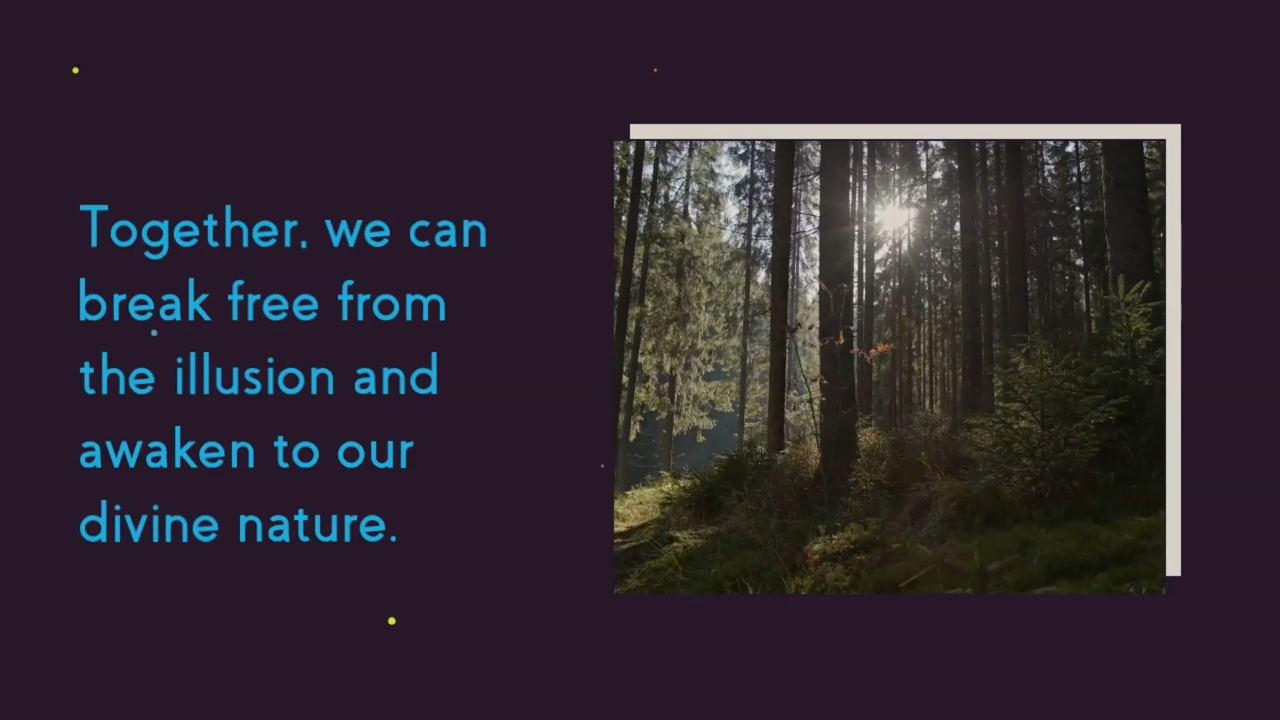 Together, we can
break free from
the illusion and
awaken to our
divine nature.